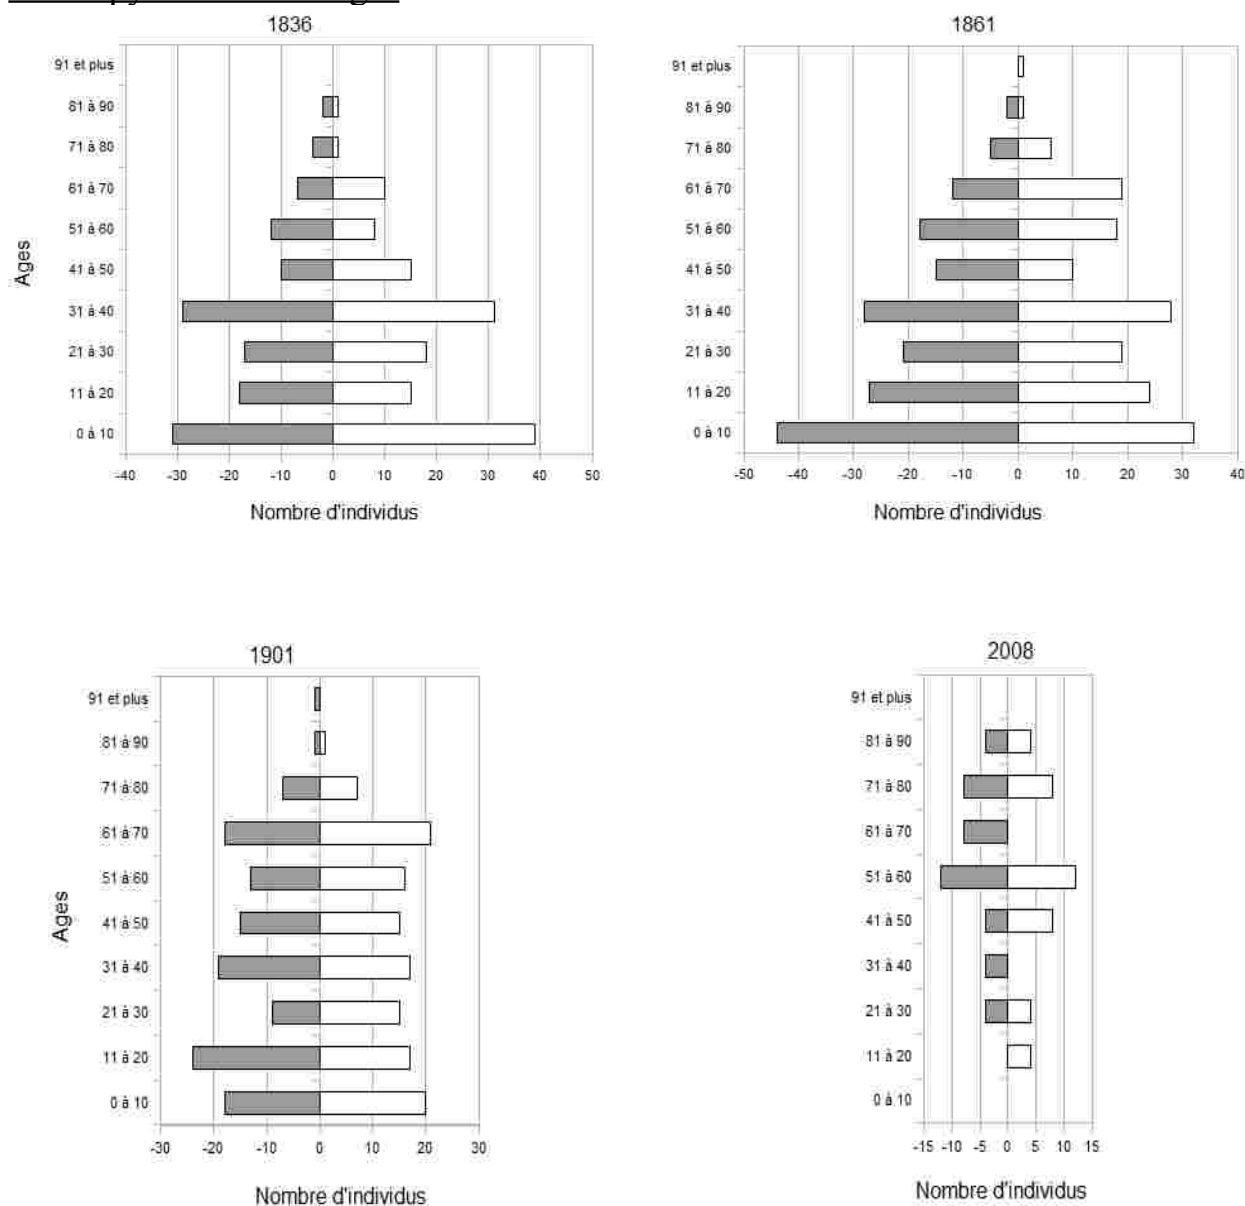 1836
91 et plus
81 à 90
71 à 80
61 à 70
51 à 60
41 à 50
31 à 40
21 à 30
11 à 20
0 à 10
-40 -30 -20 -10 0 10 20 30 40 50
Ages
Nombre d'individus
1861
91 et plus
81 à 90
71 à 80
61 à 70
51 à 60
41 à 50
31 à 40
21 à 30
11 à 20
0 à 10
-50 -40 -30 -20 -10 0 10 20 30 40
Nombre d'individus
1901
91 et plus
81 à 90
71 à 80
61 à 70
51 à 60
41 à 50
31 à 40
21 à 30
11 à 20
0 à 10
-30 -20 -10 0 10 20 30
Ages
Nombre d'individus
2008
91 et plus
81 à 90
71 à 80
61 à 70
51 à 60
41 à 50
31 à 40
21 à 30
11 à 20
0 à 10
-15 -10 -5 0 5 10 15
Nombre d'individus